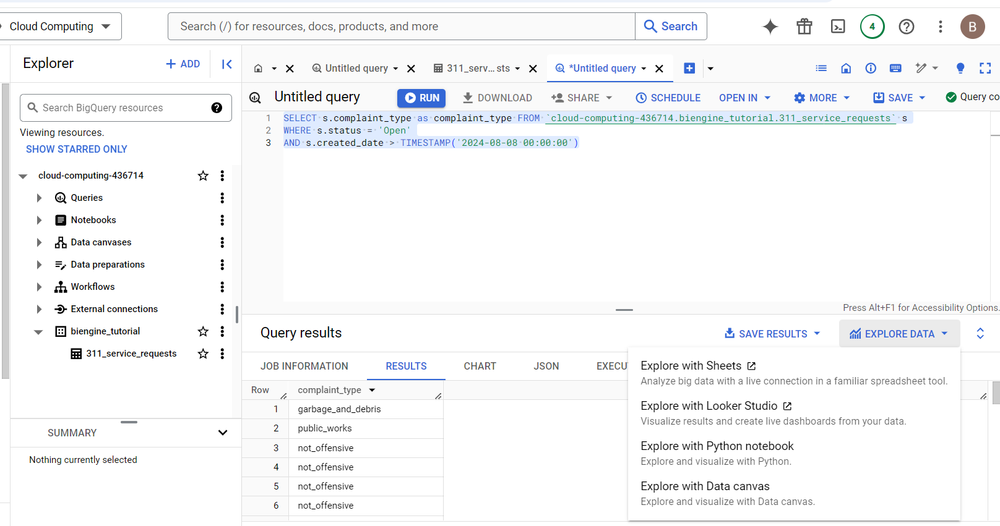 Cloud Computing
Search (/) for resources, docs, products, and more
Search
4
B
Explorer
+ ADD
Untitled query
311_serv... sts
*Untitled query
Search BigQuery resources
Viewing resources.
SHOW STARRED ONLY
cloud-computing-436714
Queries
Notebooks
Data canvases
Data preparations
Workflows
External connections
biengine_tutorial
311_service_requests
SUMMARY
Nothing currently selected
Untitled query
RUN
DOWNLOAD
SHARE
SCHEDULE
OPEN IN
MORE
SAVE
Query co
1 SELECT s.complaint_type as complaint_type FROM `cloud-computing-436714.biengine_tutorial.311_service_requests` s
2 WHERE s.status = 'Open'
3 AND s.created_date > TIMESTAMP('2024-08-08 00:00:00')
Press Alt+F1 for Accessibility Options.
Query results
SAVE RESULTS
EXPLORE DATA
JOB INFORMATION
RESULTS
CHART
JSON
EXECU
Row complaint_type
1 garbage_and_debris
2 public_works
3 not_offensive
4 not_offensive
5 not_offensive
6 not_offensive
Explore with Sheets
Analyze big data with a live connection in a familiar spreadsheet tool.
Explore with Looker Studio
Visualize results and create live dashboards from your data.
Explore with Python notebook
Explore and visualize with Python.
Explore with Data canvas
Explore and visualize with Data canvas.